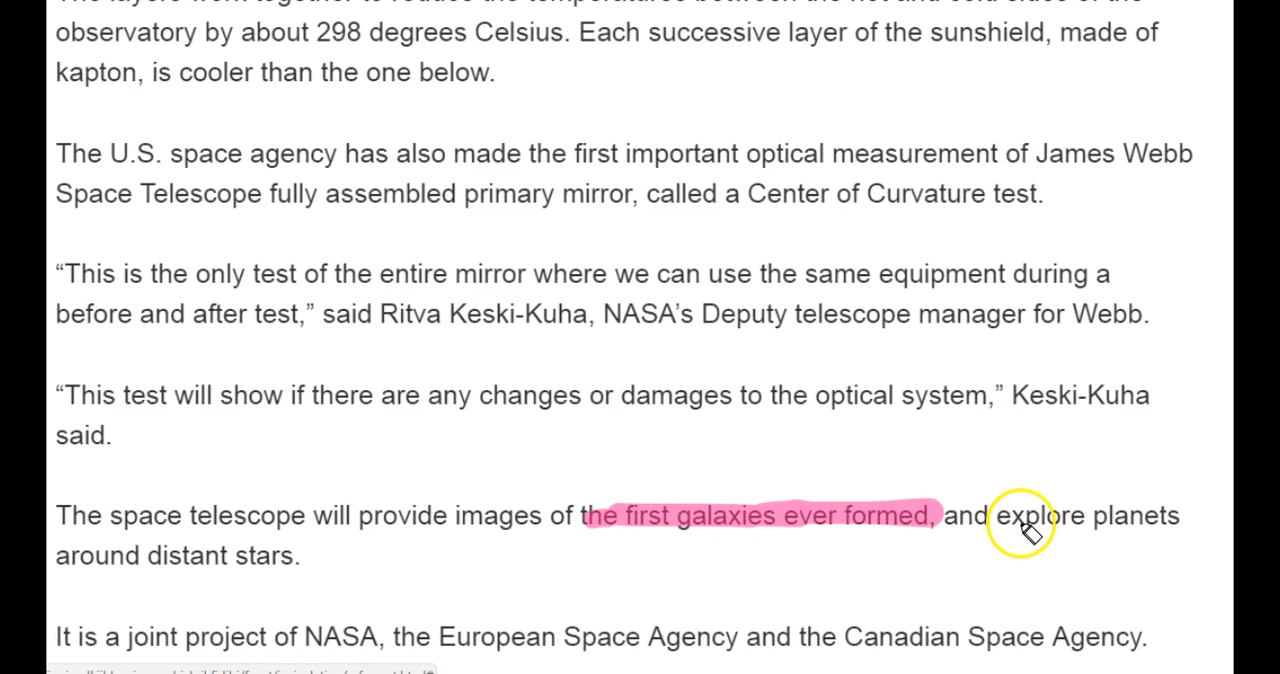 observatory by about 298 degrees Celsius. Each successive layer of the sunshield, made of
kapton, is cooler than the one below.
The U.S. space agency has also made the first important optical measurement of James Webb
Space Telescope fully assembled primary mirror, called a Center of Curvature test.
“This is the only test of the entire mirror where we can use the same equipment during a
before and after test,” said Ritva Keski-Kuha, NASA’s Deputy telescope manager for Webb.
“This test will show if there are any changes or damages to the optical system,” Keski-Kuha
said.
The space telescope will provide images of the first galaxies ever formed, and explore planets
around distant stars.
It is a joint project of NASA, the European Space Agency and the Canadian Space Agency.